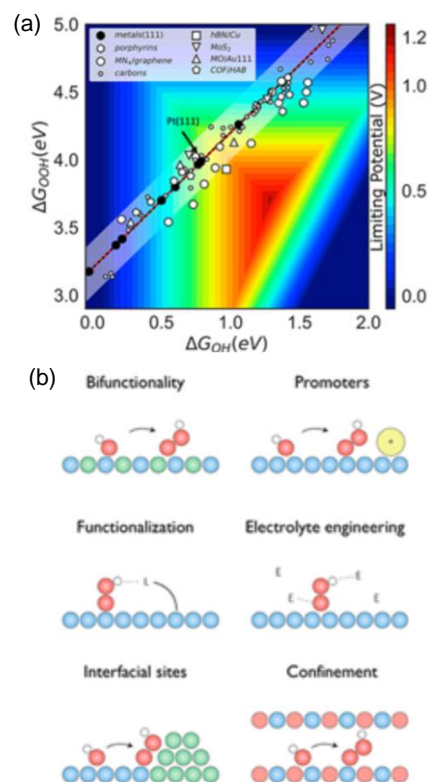 (a)
5.0
4.5
4.0
3.5
3.0
ΔG_OOH(eV)
metals(111)
porphyrins
MN₄/graphene
carbons
hBN/Cu
MoS₂
MO/Au111
COF/HAB
Pt(111)
0.0
0.5
1.0
1.5
2.0
ΔG_OH(eV)
1.2
0.5
0.0
Limiting Potential (V)
(b)
Bifunctionality
Promoters
+
Functionalization
Electrolyte engineering
L
E
E
E
E
Interfacial sites
Confinement